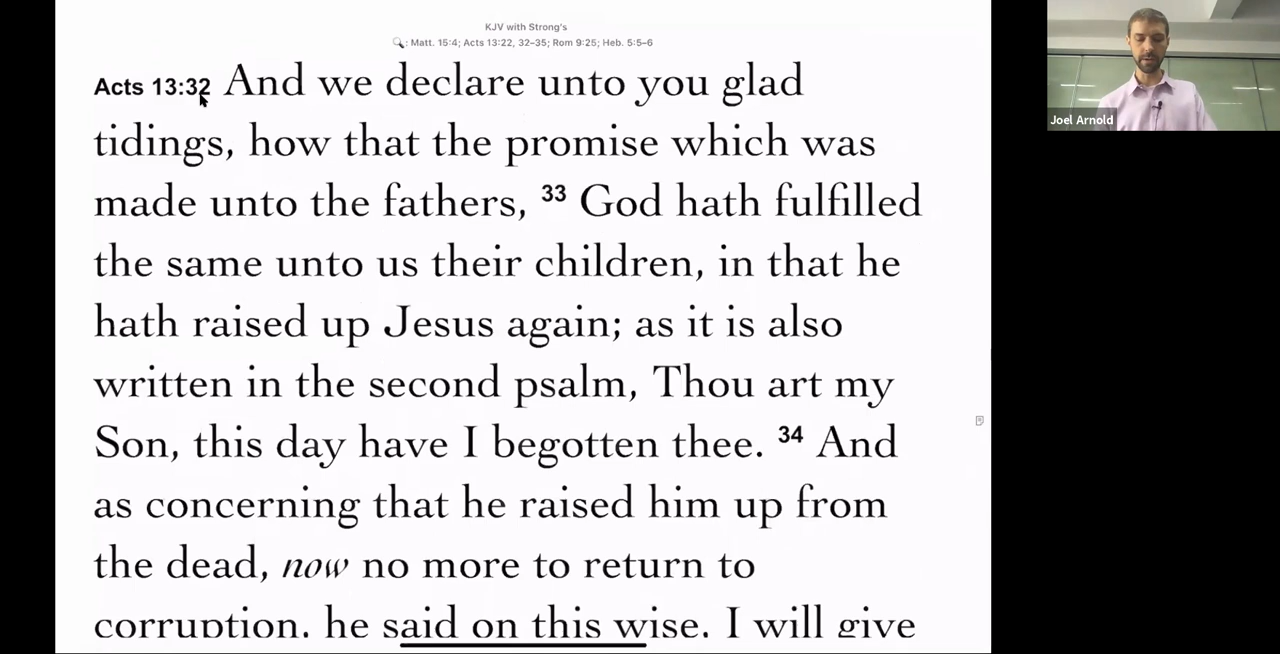 KJV with Strong's
: Matt. 15:4; Acts 13:22, 32–35; Rom 9:25; Heb. 5:5–6
Acts 13:32 And we declare unto you glad
tidings, how that the promise which was
made unto the fathers, 33 God hath fulfilled
the same unto us their children, in that he
hath raised up Jesus again; as it is also
written in the second psalm, Thou art my
Son, this day have I begotten thee. 34 And
as concerning that he raised him up from
the dead, now no more to return to
corruption, he said on this wise, I will give
Joel Arnold